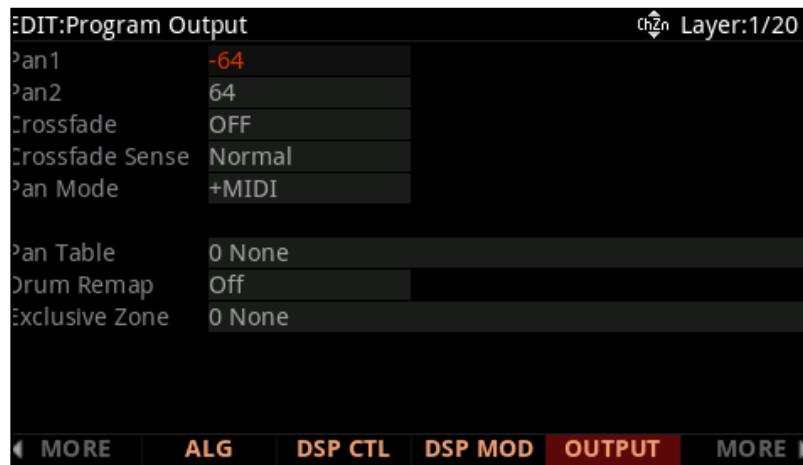 EDIT:Program Output ChZn Layer:1/20
Pan1 -64
Pan2 64
Crossfade OFF
Crossfade Sense Normal
Pan Mode +MIDI
Pan Table 0 None
Drum Remap Off
Exclusive Zone 0 None
MORE ALG DSP CTL DSP MOD OUTPUT MORE